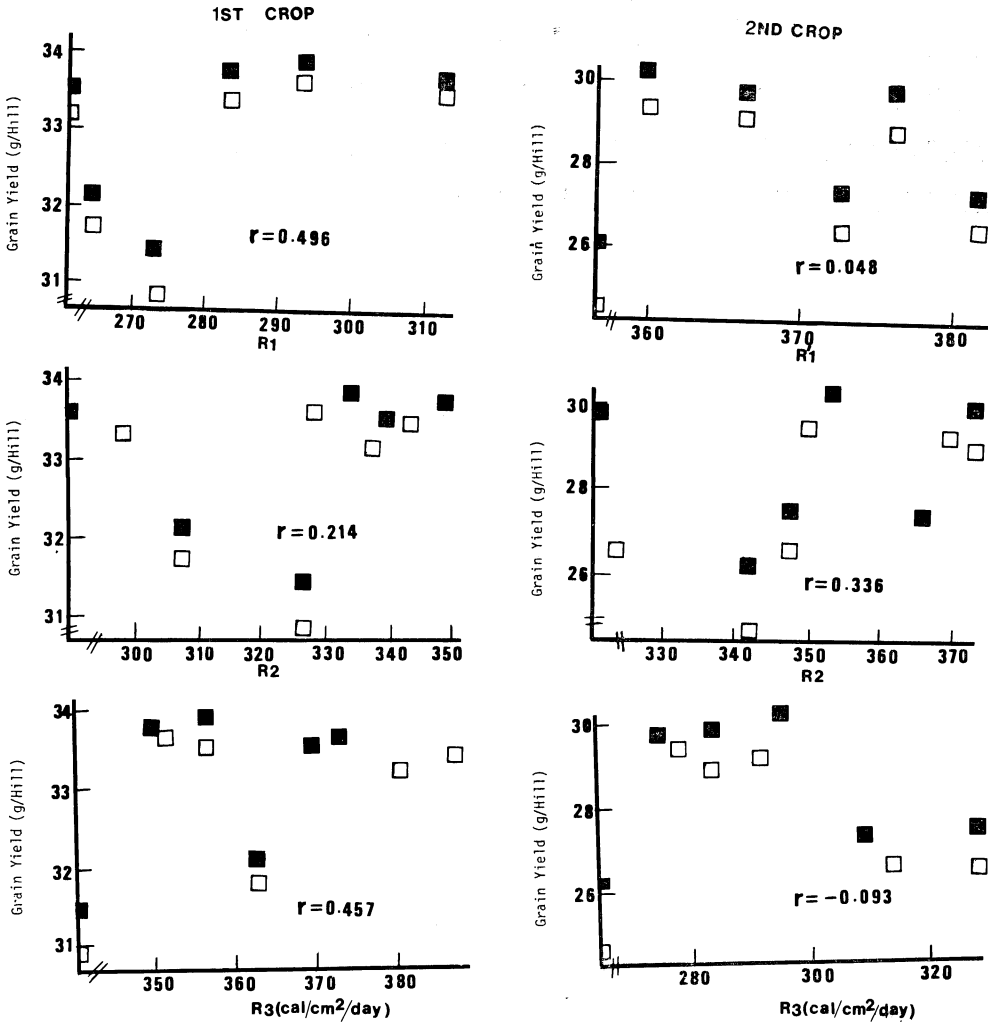 1ST CROP
2ND CROP
Grain Yield (g/Hill)
34
33
32
31
r=0.496
270 280 290 300 310
R1
Grain Yield (g/Hill)
30
28
26
r=0.048
360 370 380
R1
Grain Yield (g/Hill)
34
33
32
31
r=0.214
300 310 320 330 340 350
R2
Grain Yield (g/Hill)
30
28
26
r=0.336
330 340 350 360 370
R2
Grain Yield (g/Hill)
34
33
32
31
r=0.457
350 360 370 380
R3(cal/cm²/day)
Grain Yield (g/Hill)
30
28
26
r=-0.093
280 300 320
R3(cal/cm²/day)